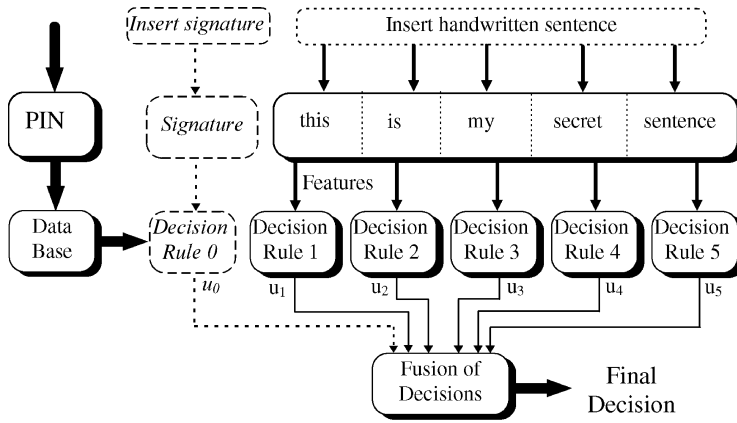 Insert signature
Insert handwritten sentence
PIN
Signature
this is my secret sentence
Features
Data
Base
Decision
Rule 0
Decision
Rule 1
Decision
Rule 2
Decision
Rule 3
Decision
Rule 4
Decision
Rule 5
u0
u1
u2
u3
u4
u5
Fusion of
Decisions
Final
Decision